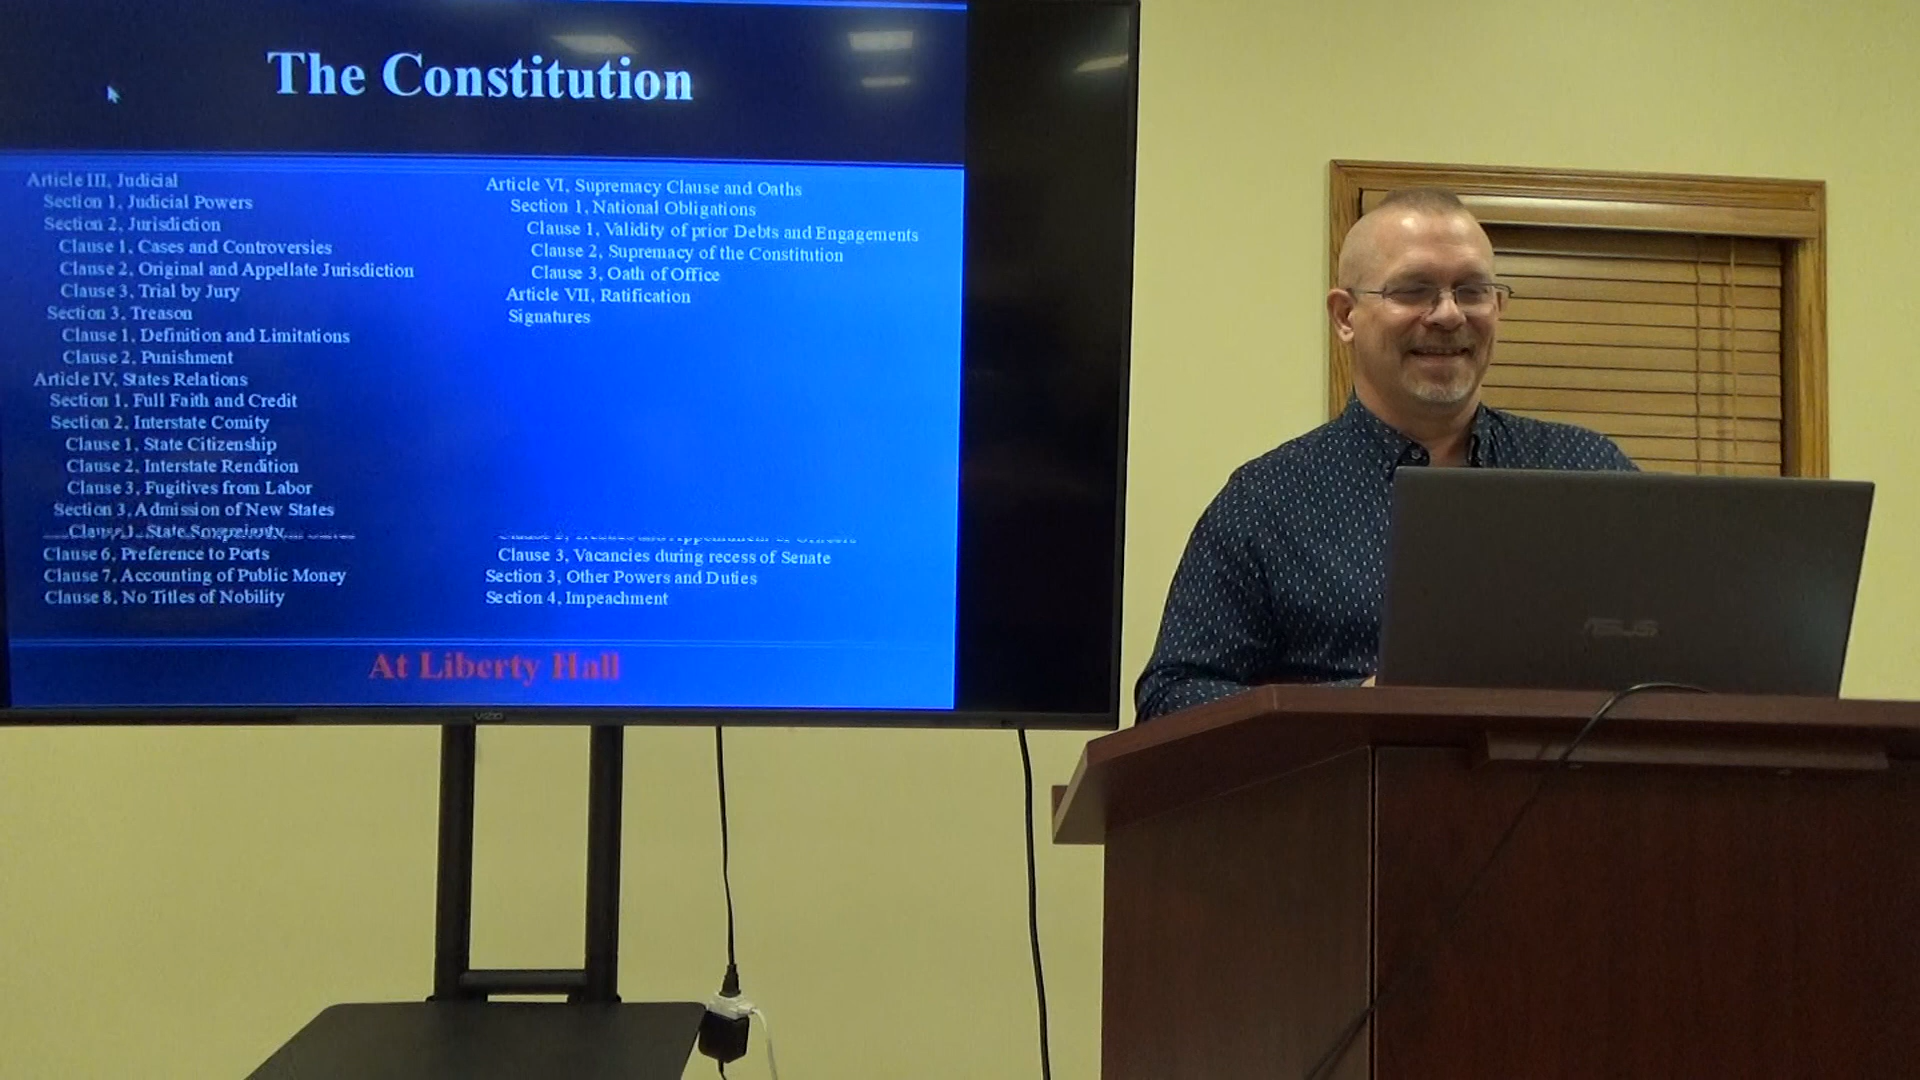 The Constitution
Article III, Judicial
Section 1, Judicial Powers
Section 2, Jurisdiction
Clause 1, Cases and Controversies
Clause 2, Original and Appellate Jurisdiction
Clause 3, Trial by Jury
Section 3, Treason
Clause 1, Definition and Limitations
Clause 2, Punishment
Article IV, States Relations
Section 1, Full Faith and Credit
Section 2, Interstate Comity
Clause 1, State Citizenship
Clause 2, Interstate Rendition
Clause 3, Fugitives from Labor
Section 3, Admission of New States
Clause 1, State Sovereignty
Clause 6, Preference to Ports
Clause 7, Accounting of Public Money
Clause 8, No Titles of Nobility
Article VI, Supremacy Clause and Oaths
Section 1, National Obligations
Clause 1, Validity of prior Debts and Engagements
Clause 2, Supremacy of the Constitution
Clause 3, Oath of Office
Article VII, Ratification
Signatures
Clause 3, Vacancies during recess of Senate
Section 3, Other Powers and Duties
Section 4, Impeachment
At Liberty Hall
VIZIO
ASUS